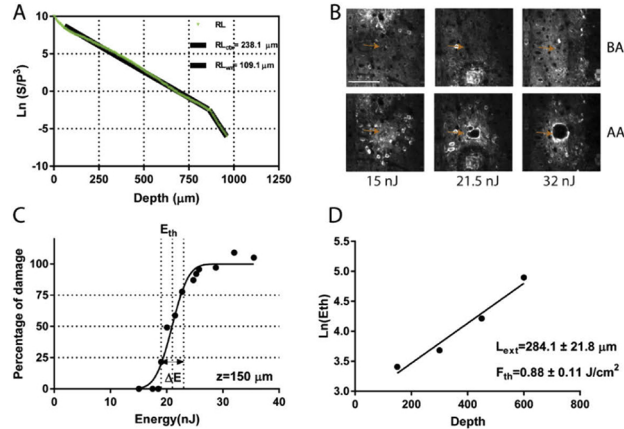 A
Ln (S/P³)
10
5
0
-5
-10
0
250
500
750
1000
1250
Depth (μm)
RL
= 238.1 μm
= 109.1 μm
B
BA
AA
15 nJ
21.5 nJ
32 nJ
C
Percentage of damage
E_th
100
75
50
25
0
0
10
20
30
40
ΔE
z=150 μm
Energy(nJ)
D
Ln(Eth)
5.5
5.0
4.5
4.0
3.5
3.0
0
200
400
600
800
Depth
L_ext=284.1 ± 21.8 μm
F_th=0.88 ± 0.11 J/cm²